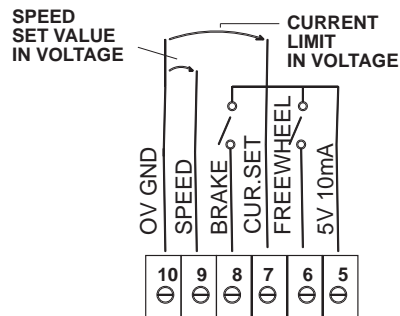 SPEED
SET VALUE
IN VOLTAGE
CURRENT
LIMIT
IN VOLTAGE
OV GND
SPEED
BRAKE
CUR.SET
FREEWHEEL
5V 10mA
10 9 8 7 6 5